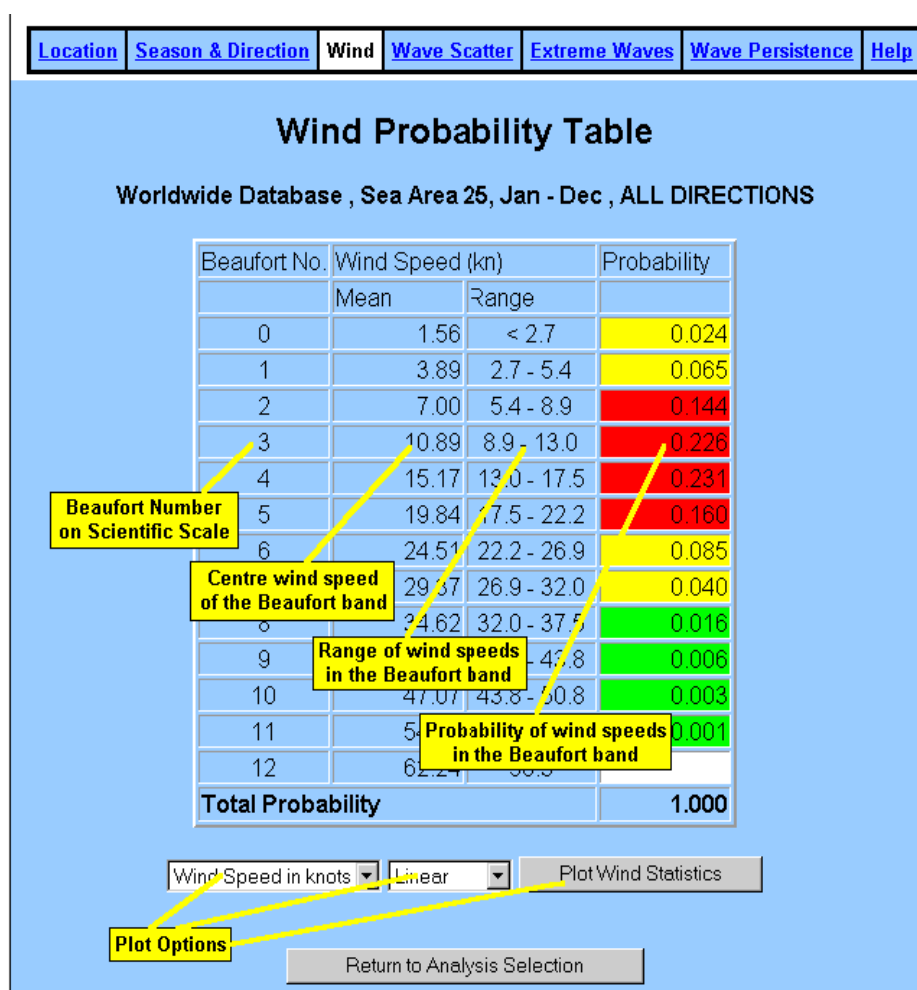 Location Season & Direction Wind Wave Scatter Extreme Waves Wave Persistence Help
Wind Probability Table
Worldwide Database , Sea Area 25, Jan - Dec , ALL DIRECTIONS
Beaufort No. Wind Speed (kn) Probability
Mean Range
0 1.56 < 2.7 0.024
1 3.89 2.7 - 5.4 0.065
2 7.00 5.4 - 8.9 0.144
3 10.89 8.9 - 13.0 0.226
4 15.17 13.0 - 17.5 0.231
Beaufort Number
on Scientific Scale
5 19.84 17.5 - 22.2 0.160
6 24.51 22.2 - 26.9 0.085
Centre wind speed
of the Beaufort band
29.37 26.9 - 32.0 0.040
8 34.62 32.0 - 37.5 0.016
Range of wind speeds
in the Beaufort band
9 43.8 0.006
10 47.07 43.8 - 50.8 0.003
Probability of wind speeds
in the Beaufort band
11 0.001
12 62.24
Total Probability 1.000
Wind Speed in knots Linear Plot Wind Statistics
Plot Options
Return to Analysis Selection